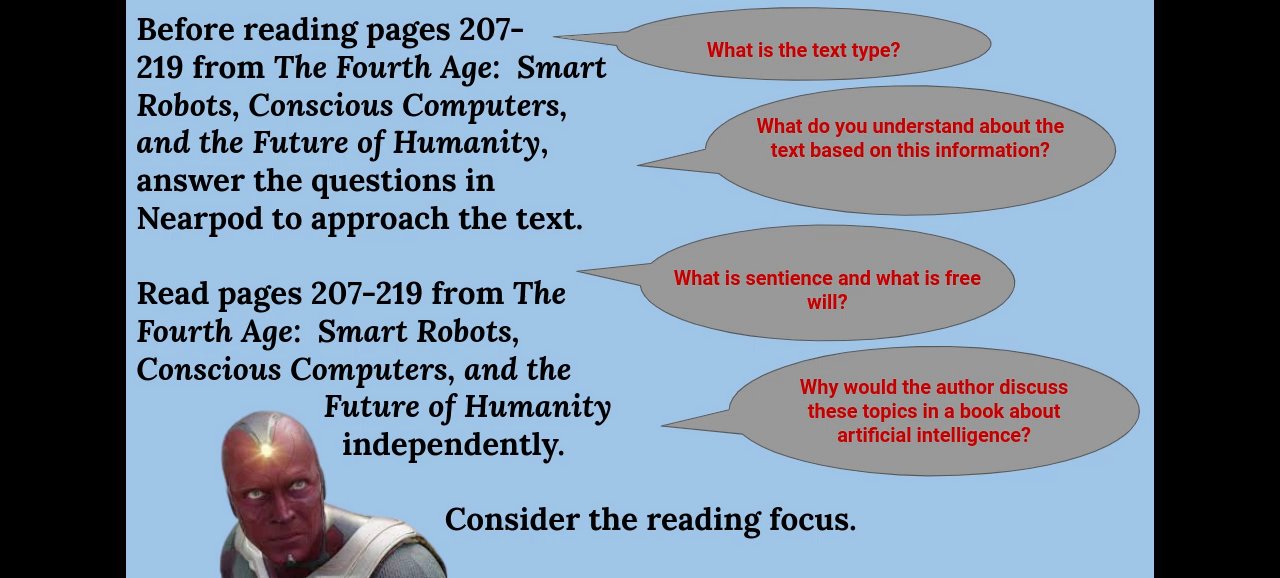 Before reading pages 207-
219 from The Fourth Age:  Smart
Robots, Conscious Computers,
and the Future of Humanity,
answer the questions in
Nearpod to approach the text.
Read pages 207-219 from The
Fourth Age:  Smart Robots,
Conscious Computers, and the
Future of Humanity
independently.
Consider the reading focus.
What is the text type?
What do you understand about the
text based on this information?
What is sentience and what is free
will?
Why would the author discuss
these topics in a book about
artificial intelligence?